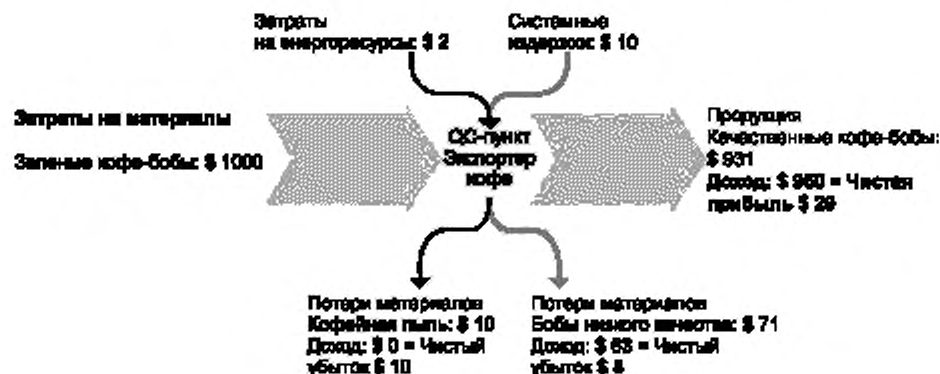 Затраты
на энергоресурсы: $ 2
Системные
издержки: $ 10
Затраты на материалы
Зеленые кофе-бобы: $ 1000
QC-пункт
Экспортер
кофе
Продукция
Качественные кофе-бобы:
$ 931
Доход: $ 960 = Чистая
прибыль $ 29
Потери материалов
Кофейная пыль: $ 10
Доход: $ 0 = Чистый
убыток $ 10
Потери материалов
Бобы низкого качества: $ 71
Доход: $ 63 = Чистый
убыток $ 8